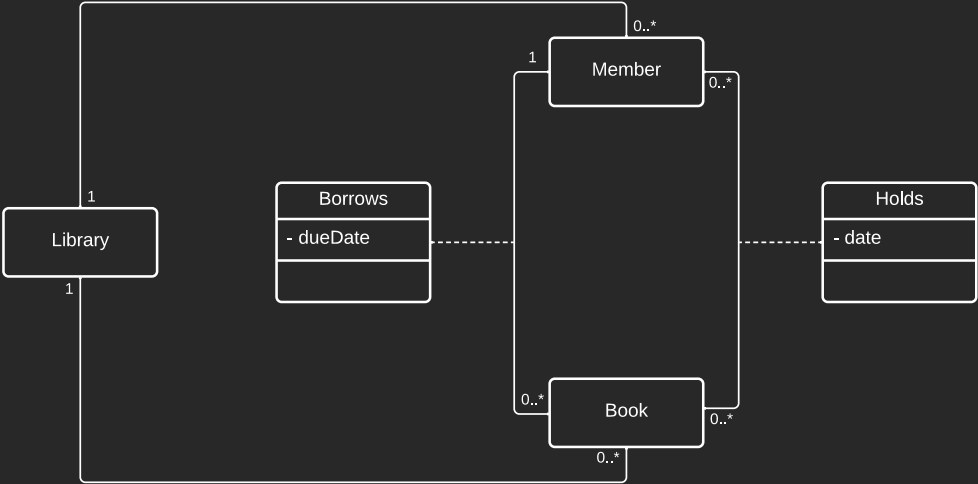 0..*
1
Member
0..*
1
Borrows
- dueDate
Holds
- date
Library
1
0..*
Book
0..*
0..*